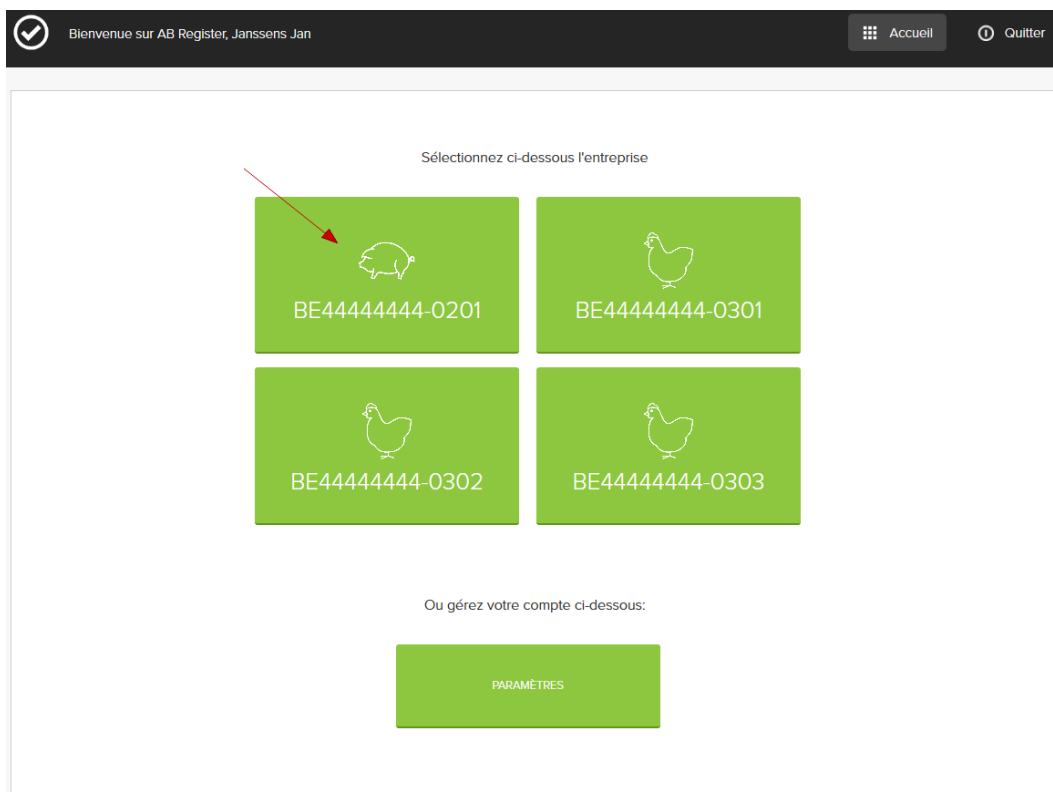 Bienvenue sur AB Register, Janssens Jan
Accueil
Quitter
Sélectionnez ci-dessous l'entreprise
BE44444444-0201
BE44444444-0301
BE44444444-0302
BE44444444-0303
Ou gérez votre compte ci-dessous:
PARAMÈTRES